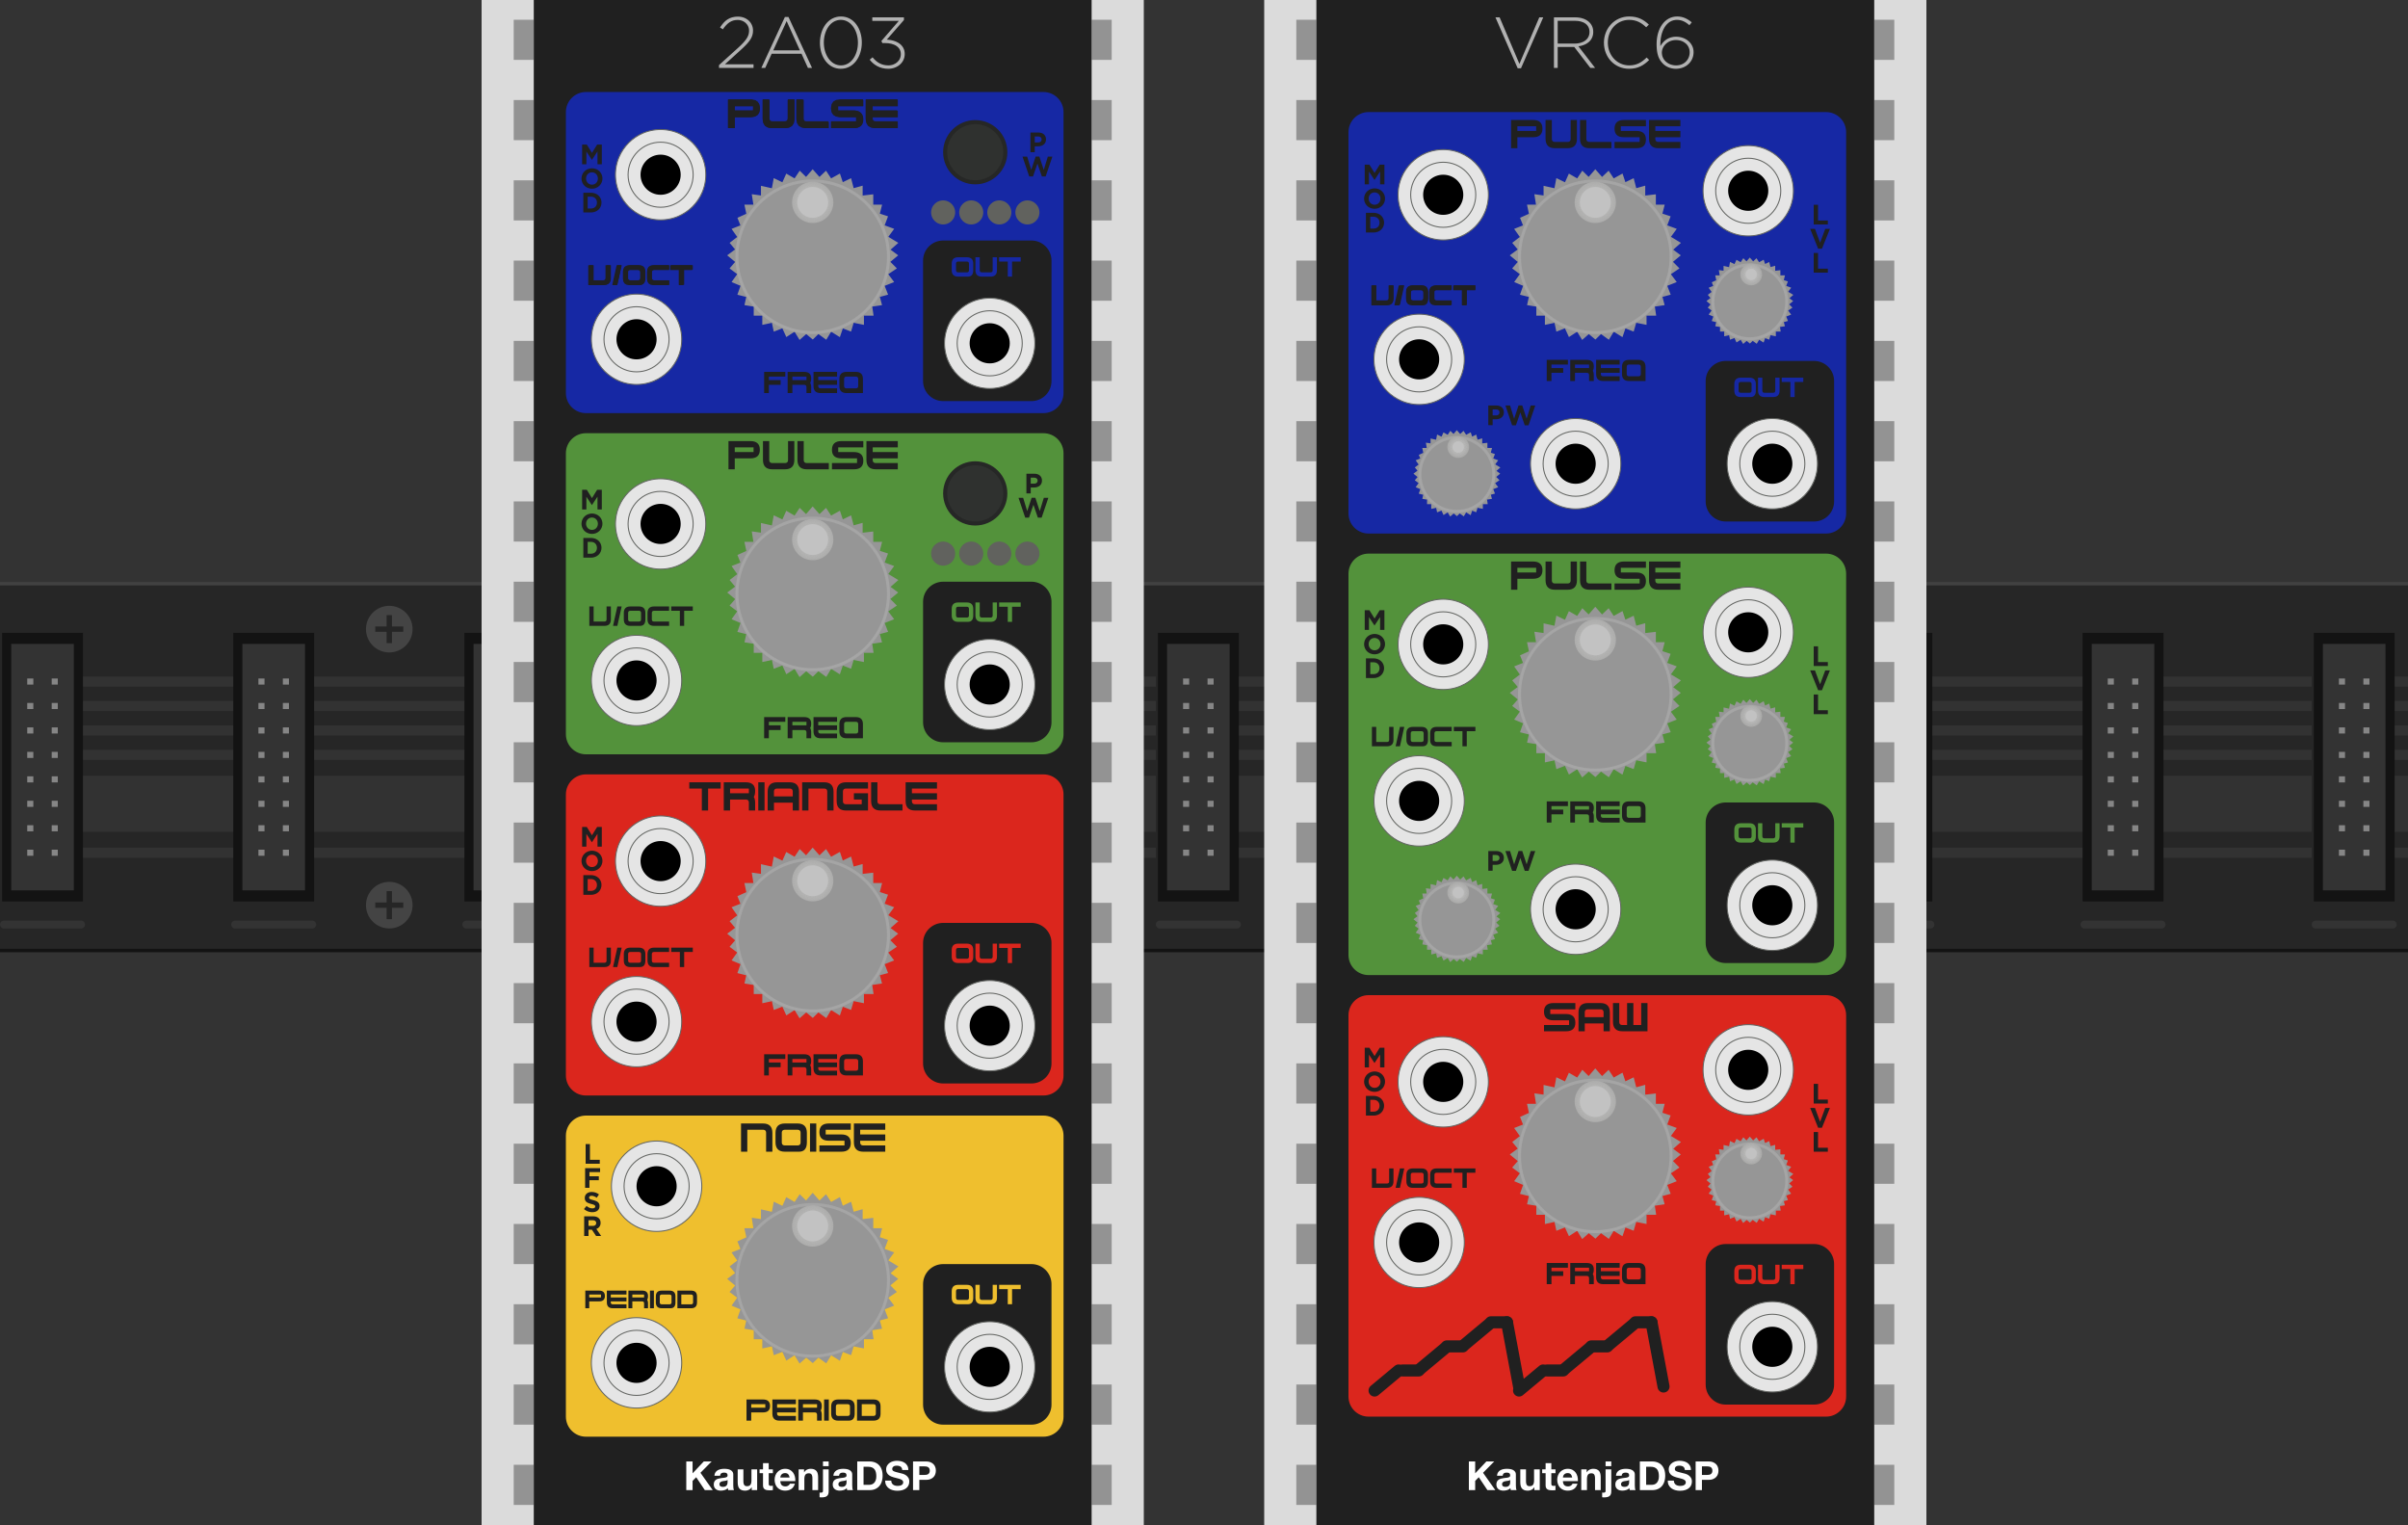 2A03
PULSE
MOD
PW
V/OCT
OUT
FREQ
PULSE
MOD
PW
V/OCT
OUT
FREQ
TRIANGLE
MOD
V/OCT
OUT
FREQ
NOISE
LFSR
PERIOD
OUT
PERIOD
KautenjaDSP
VRC6
PULSE
MOD
LVL
V/OCT
FREQ
OUT
PW
PULSE
MOD
LVL
V/OCT
FREQ
OUT
PW
SAW
MOD
LVL
V/OCT
FREQ
OUT
KautenjaDSP